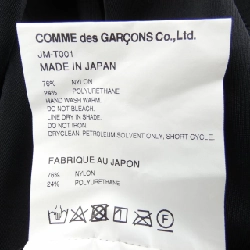 COMME des GARÇONS Co.,Ltd.
JM-T001
MADE IN JAPAN
76% NYLON
24% POLYURETHANE
HAND WASH WARM.
DO NOT BLEACH.
LINE DRY IN SHADE.
DO NOT IRON.
DRYCLEAN PETROLEUM SOLVENT ONLY, SHORT CYCLE.
FABRIQUE AU JAPON
76% NYLON
24% POLYURETHANE
F